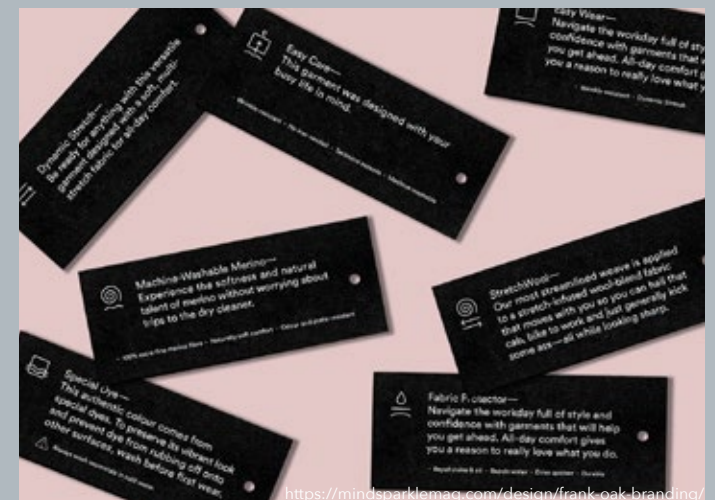 Dynamic Stretch—
Be ready for anything with this versatile
garment designed with a soft, multi-
stretch fabric for all-day comfort.
Easy Care—
This garment was designed with your
busy life in mind.
Easy Wear—
Navigate the workday full of
confidence with garments that
you get ahead. All-day comfort
you a reason to really love what
Machine-Washable Merino—
Experience the softness and natural
talent of merino without worrying about
trips to the dry cleaner.
StretchWool—
Our most streamlined weave is applied
to a stretch-infused wool-blend fabric
that moves with you so you can hail that
cab, bike to work and just generally kick
some ass—all while looking sharp.
Special Dye—
This authentic colour comes from
special dyes. To preserve its vibrant look
and prevent dye from rubbing off onto
other surfaces, wash before first wear.
Fabric Protector—
Navigate the workday full of style and
confidence with garments that will help
you get ahead. All-day comfort gives
you a reason to really love what you do.
https://mindsparklemag.com/design/frank-oak-branding/